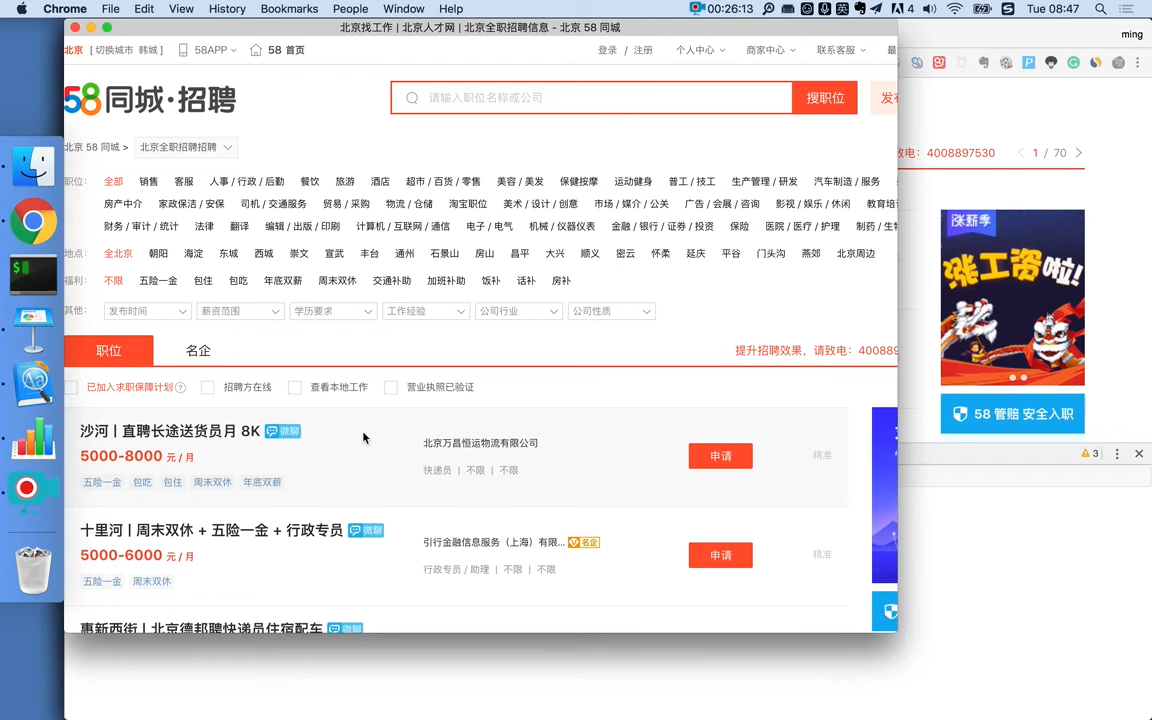 Chrome File Edit View History Bookmarks People Window Help 00:26:13 4 Tue 08:47
北京找工作 | 北京人才网 | 北京全职招聘信息 - 北京 58 同城
ming
北京 [ 切换城市 韩城 ] 58APP 58 首页 登录 / 注册 个人中心 商家中心 联系客服
58同城·招聘
请输入职位名称或公司 搜职位
北京 58 同城 > 北京全职招聘招聘
致电: 4008897530 1 / 70
职位: 全部 销售 客服 人事 / 行政 / 后勤 餐饮 旅游 酒店 超市 / 百货 / 零售 美容 / 美发 保健按摩 运动健身 普工 / 技工 生产管理 / 研发 汽车制造 / 服务
房产中介 家政保洁 / 安保 司机 / 交通服务 贸易 / 采购 物流 / 仓储 淘宝职位 美术 / 设计 / 创意 市场 / 媒介 / 公关 广告 / 会展 / 咨询 影视 / 娱乐 / 休闲 教育培
财务 / 审计 / 统计 法律 翻译 编辑 / 出版 / 印刷 计算机 / 互联网 / 通信 电子 / 电气 机械 / 仪器仪表 金融 / 银行 / 证券 / 投资 保险 医院 / 医疗 / 护理 制药 / 生
地点: 全北京 朝阳 海淀 东城 西城 崇文 宣武 丰台 通州 石景山 房山 昌平 大兴 顺义 密云 怀柔 延庆 平谷 门头沟 燕郊 北京周边
福利: 不限 五险一金 包住 包吃 年底双薪 周末双休 交通补助 加班补助 饭补 话补 房补
其他: 发布时间 薪资范围 学历要求 工作经验 公司行业 公司性质
涨薪季
涨工资啦!
58 管赔 安全入职
职位 名企 提升招聘效果，请致电: 40088
已加入求职保障计划 招聘方在线 查看本地工作 营业执照已验证
3
沙河 | 直聘长途送货员月 8K 微聊
5000-8000 元 / 月
五险一金 包吃 包住 周末双休 年底双薪
北京万昌恒运物流有限公司
快递员 | 不限 | 不限
申请 精准
十里河 | 周末双休 + 五险一金 + 行政专员 微聊
5000-6000 元 / 月
五险一金 周末双休
引行金融信息服务（上海）有限... 名企
行政专员 / 助理 | 不限 | 不限
申请 精准
惠新西街 | 北京德邦聘快递员住宿配车 微聊